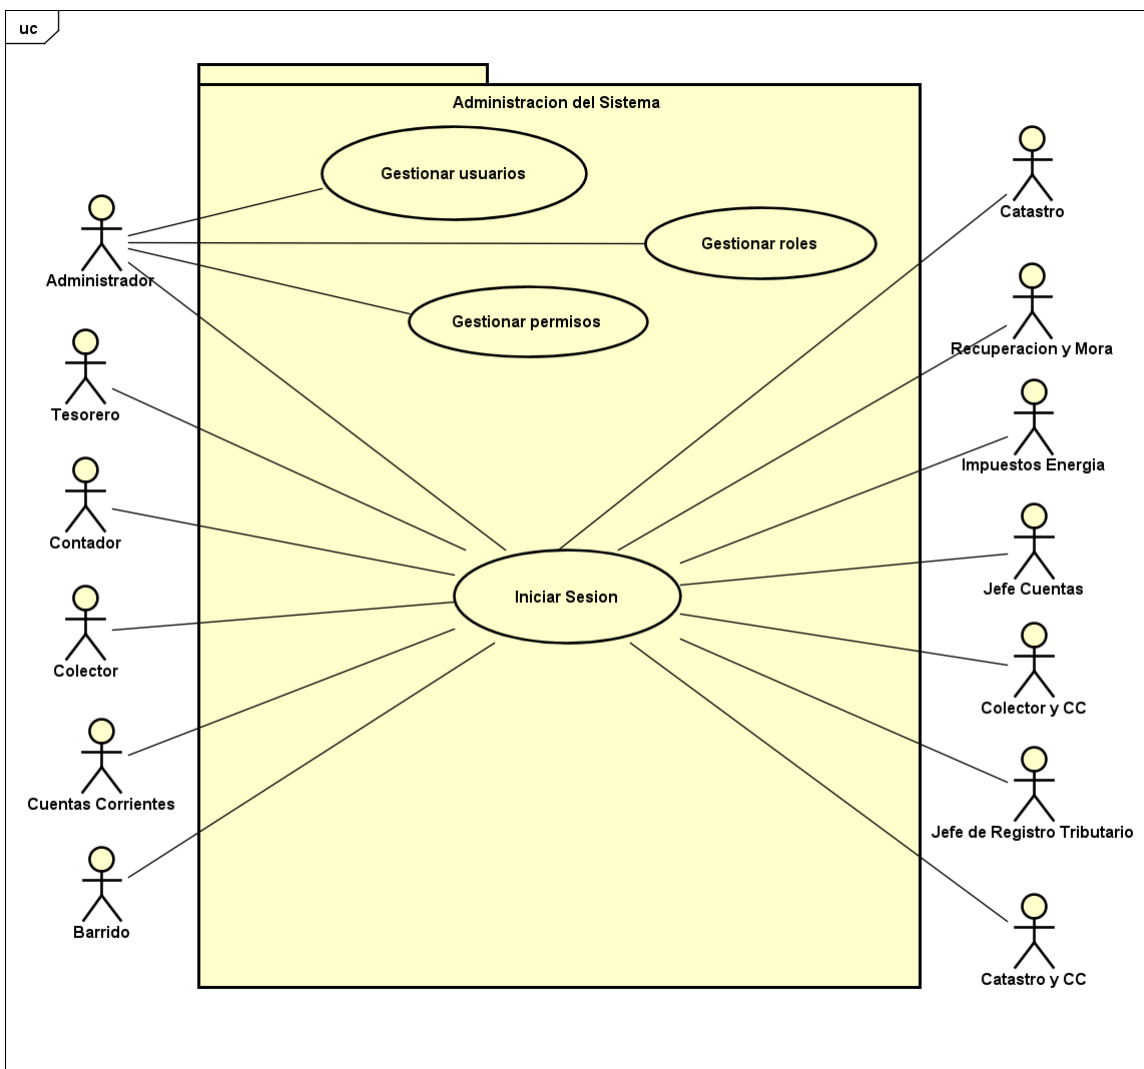 uc
Administracion del Sistema
Gestionar usuarios
Catastro
Gestionar roles
Administrador
Gestionar permisos
Recuperacion y Mora
Tesorero
Impuestos Energia
Contador
Jefe Cuentas
Iniciar Sesion
Colector
Colector y CC
Cuentas Corrientes
Jefe de Registro Tributario
Barrido
Catastro y CC